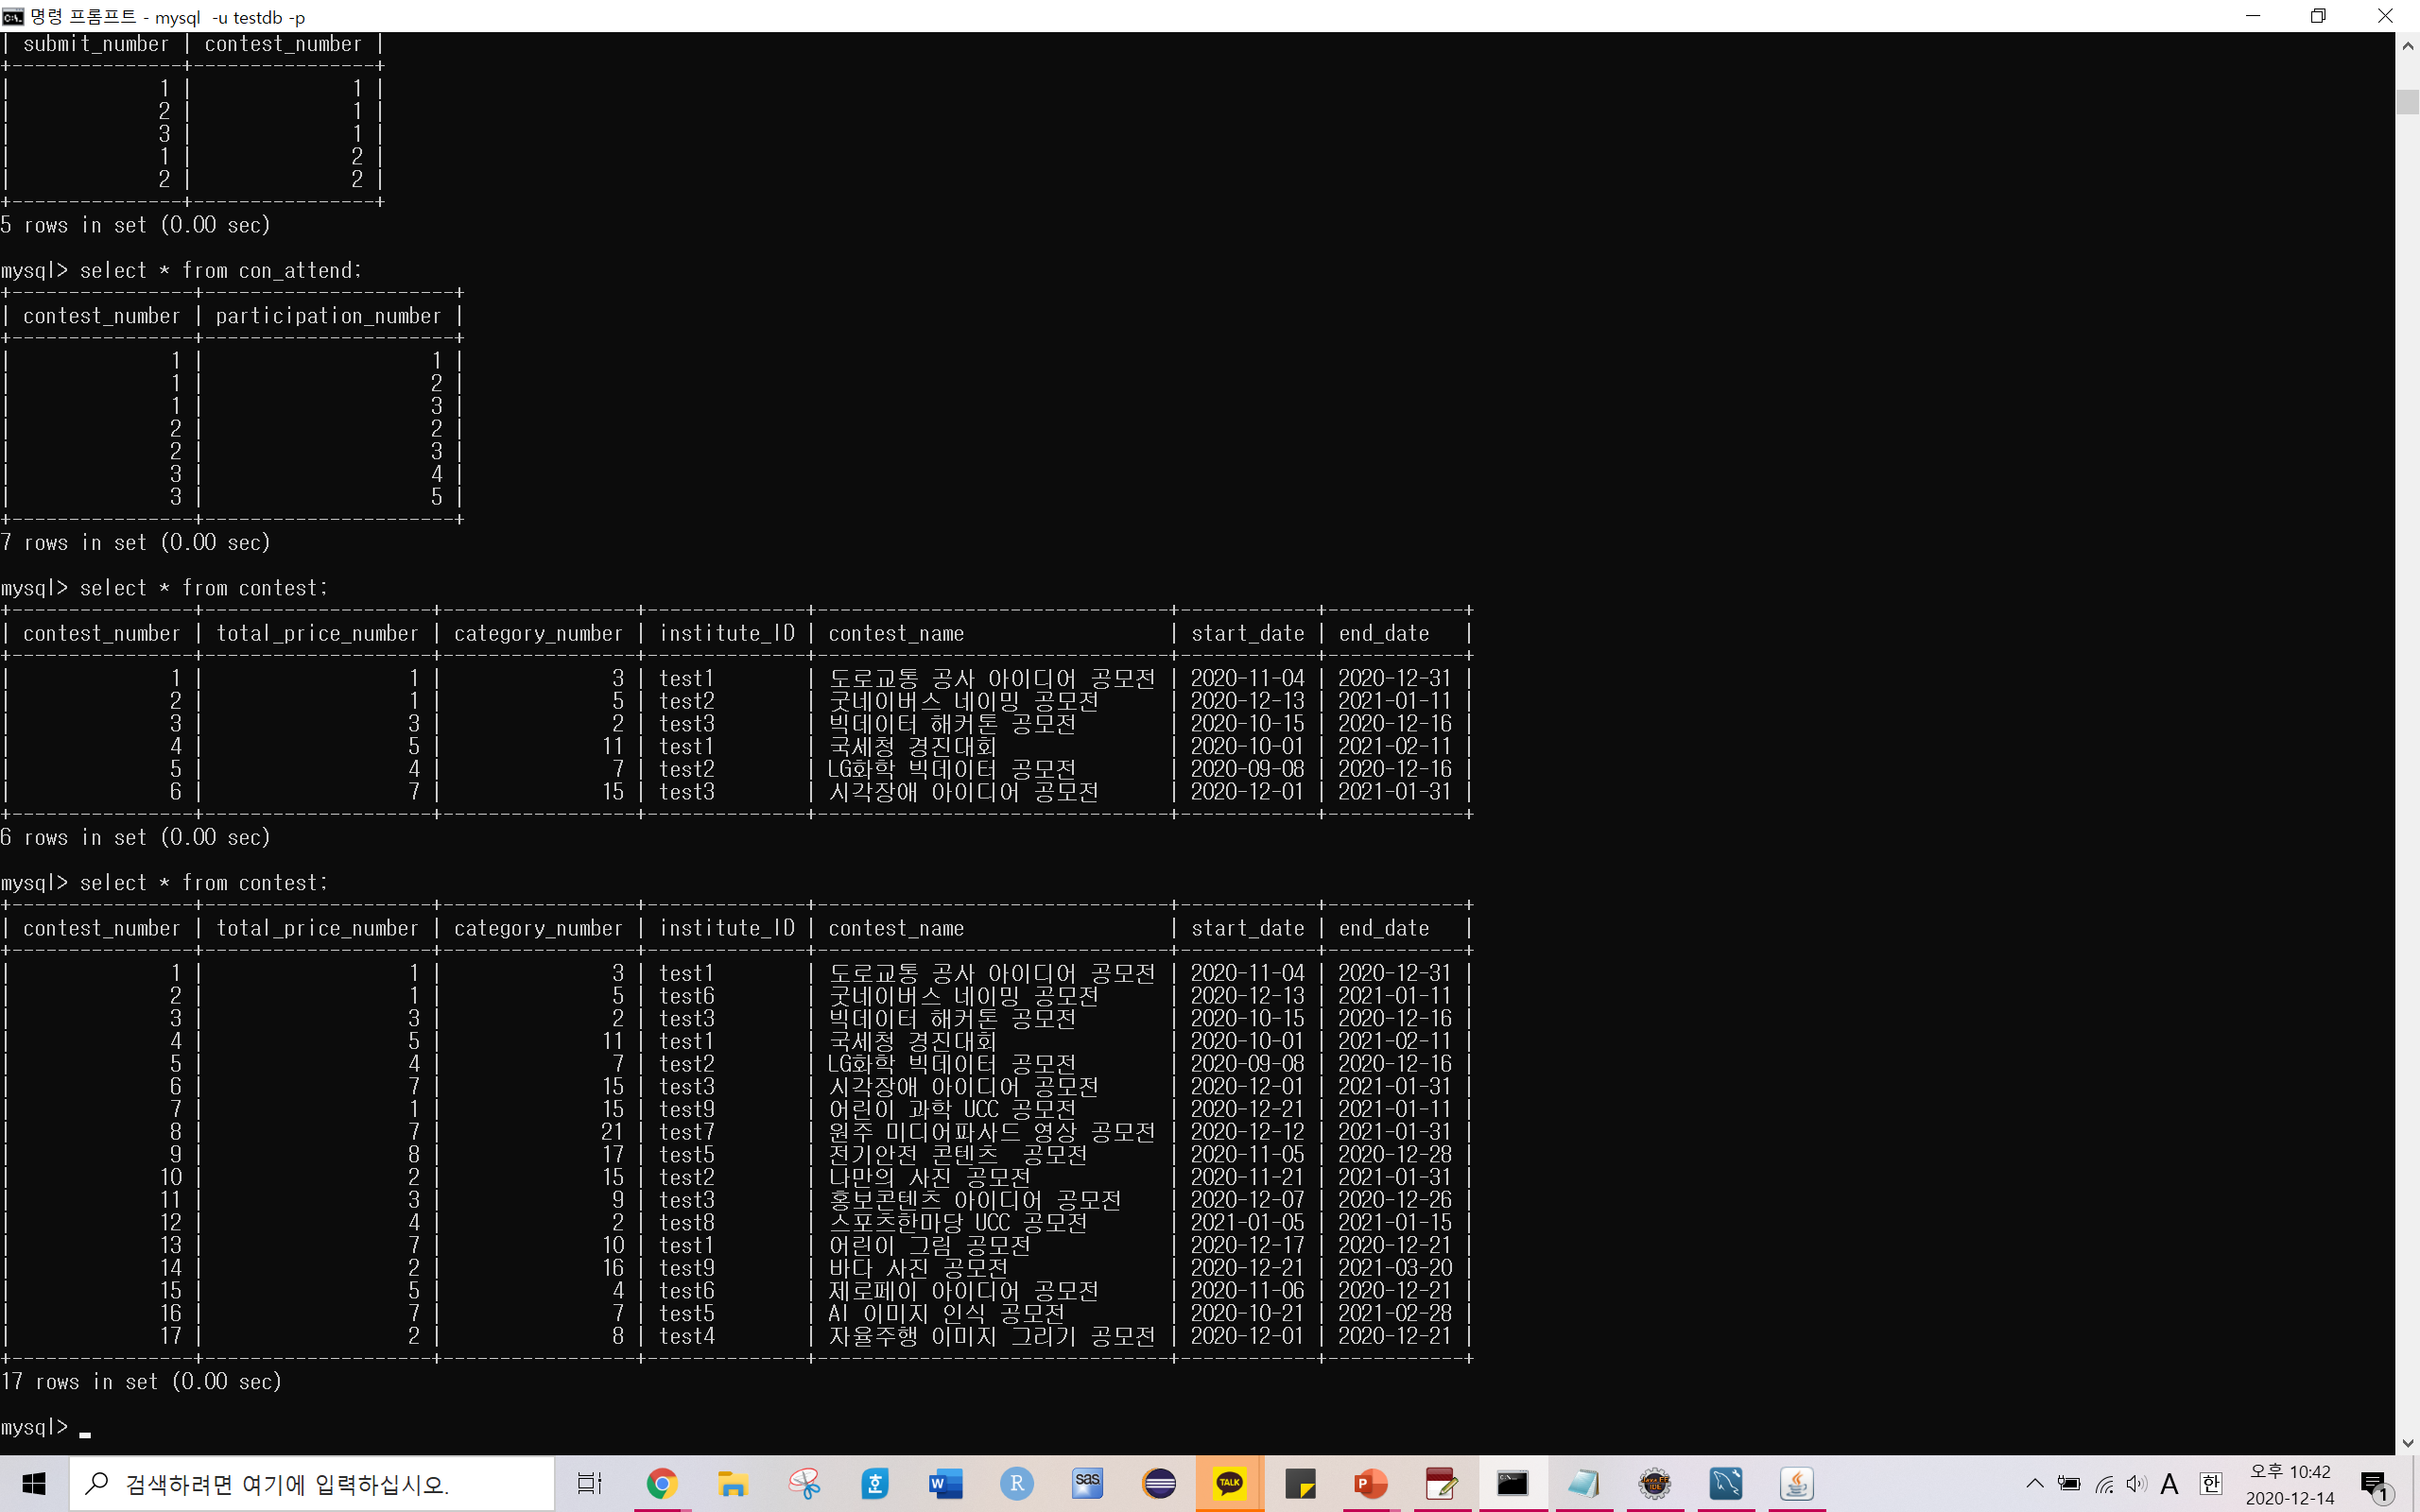 명령 프롬프트 - mysql  -u testdb -p
| submit_number | contest_number |
+---------------+----------------+
|             1 |              1 |
|             2 |              1 |
|             3 |              1 |
|             1 |              2 |
|             2 |              2 |
+---------------+----------------+
5 rows in set (0.00 sec)
mysql> select * from con_attend;
+----------------+----------------------+
| contest_number | participation_number |
+----------------+----------------------+
|              1 |                    1 |
|              1 |                    2 |
|              1 |                    3 |
|              2 |                    2 |
|              2 |                    3 |
|              3 |                    4 |
|              3 |                    5 |
+----------------+----------------------+
7 rows in set (0.00 sec)
mysql> select * from contest;
+----------------+--------------------+-----------------+--------------+-------------------------------+------------+------------+
| contest_number | total_price_number | category_number | institute_ID | contest_name                  | start_date | end_date   |
+----------------+--------------------+-----------------+--------------+-------------------------------+------------+------------+
|              1 |                  1 |               3 | test1        | 도로교통 공사 아이디어 공모전 | 2020-11-04 | 2020-12-31 |
|              2 |                  1 |               5 | test2        | 굿네이버스 네이밍 공모전      | 2020-12-13 | 2021-01-11 |
|              3 |                  3 |               2 | test3        | 빅데이터 해커톤 공모전        | 2020-10-15 | 2020-12-16 |
|              4 |                  5 |              11 | test1        | 국세청 경진대회               | 2020-10-01 | 2021-02-11 |
|              5 |                  4 |               7 | test2        | LG화학 빅데이터 공모전        | 2020-09-08 | 2020-12-16 |
|              6 |                  7 |              15 | test3        | 시각장애 아이디어 공모전      | 2020-12-01 | 2021-01-31 |
+----------------+--------------------+-----------------+--------------+-------------------------------+------------+------------+
6 rows in set (0.00 sec)
mysql> select * from contest;
+----------------+--------------------+-----------------+--------------+-------------------------------+------------+------------+
| contest_number | total_price_number | category_number | institute_ID | contest_name                  | start_date | end_date   |
+----------------+--------------------+-----------------+--------------+-------------------------------+------------+------------+
|              1 |                  1 |               3 | test1        | 도로교통 공사 아이디어 공모전 | 2020-11-04 | 2020-12-31 |
|              2 |                  1 |               5 | test6        | 굿네이버스 네이밍 공모전      | 2020-12-13 | 2021-01-11 |
|              3 |                  3 |               2 | test3        | 빅데이터 해커톤 공모전        | 2020-10-15 | 2020-12-16 |
|              4 |                  5 |              11 | test1        | 국세청 경진대회               | 2020-10-01 | 2021-02-11 |
|              5 |                  4 |               7 | test2        | LG화학 빅데이터 공모전        | 2020-09-08 | 2020-12-16 |
|              6 |                  7 |              15 | test3        | 시각장애 아이디어 공모전      | 2020-12-01 | 2021-01-31 |
|              7 |                  1 |              15 | test9        | 어린이 과학 UCC 공모전        | 2020-12-21 | 2021-01-11 |
|              8 |                  7 |              21 | test7        | 원주 미디어파사드 영상 공모전 | 2020-12-12 | 2021-01-31 |
|              9 |                  8 |              17 | test5        | 전기안전 콘텐츠  공모전       | 2020-11-05 | 2020-12-28 |
|             10 |                  2 |              15 | test2        | 나만의 사진 공모전            | 2020-11-21 | 2021-01-31 |
|             11 |                  3 |               9 | test3        | 홍보콘텐츠 아이디어 공모전    | 2020-12-07 | 2020-12-26 |
|             12 |                  4 |               2 | test8        | 스포츠한마당 UCC 공모전       | 2021-01-05 | 2021-01-15 |
|             13 |                  7 |              10 | test1        | 어린이 그림 공모전            | 2020-12-17 | 2020-12-21 |
|             14 |                  2 |              16 | test9        | 바다 사진 공모전              | 2020-12-21 | 2021-03-20 |
|             15 |                  5 |               4 | test6        | 제로페이 아이디어 공모전      | 2020-11-06 | 2020-12-21 |
|             16 |                  7 |               7 | test5        | AI 이미지 인식 공모전         | 2020-10-21 | 2021-02-28 |
|             17 |                  2 |               8 | test4        | 자율주행 이미지 그리기 공모전 | 2020-12-01 | 2020-12-21 |
+----------------+--------------------+-----------------+--------------+-------------------------------+------------+------------+
17 rows in set (0.00 sec)
mysql> _
검색하려면 여기에 입력하십시오.
호
W
R
sas
TALK
P
Java EE
IDE
A
한
오후 10:42
2020-12-14
1